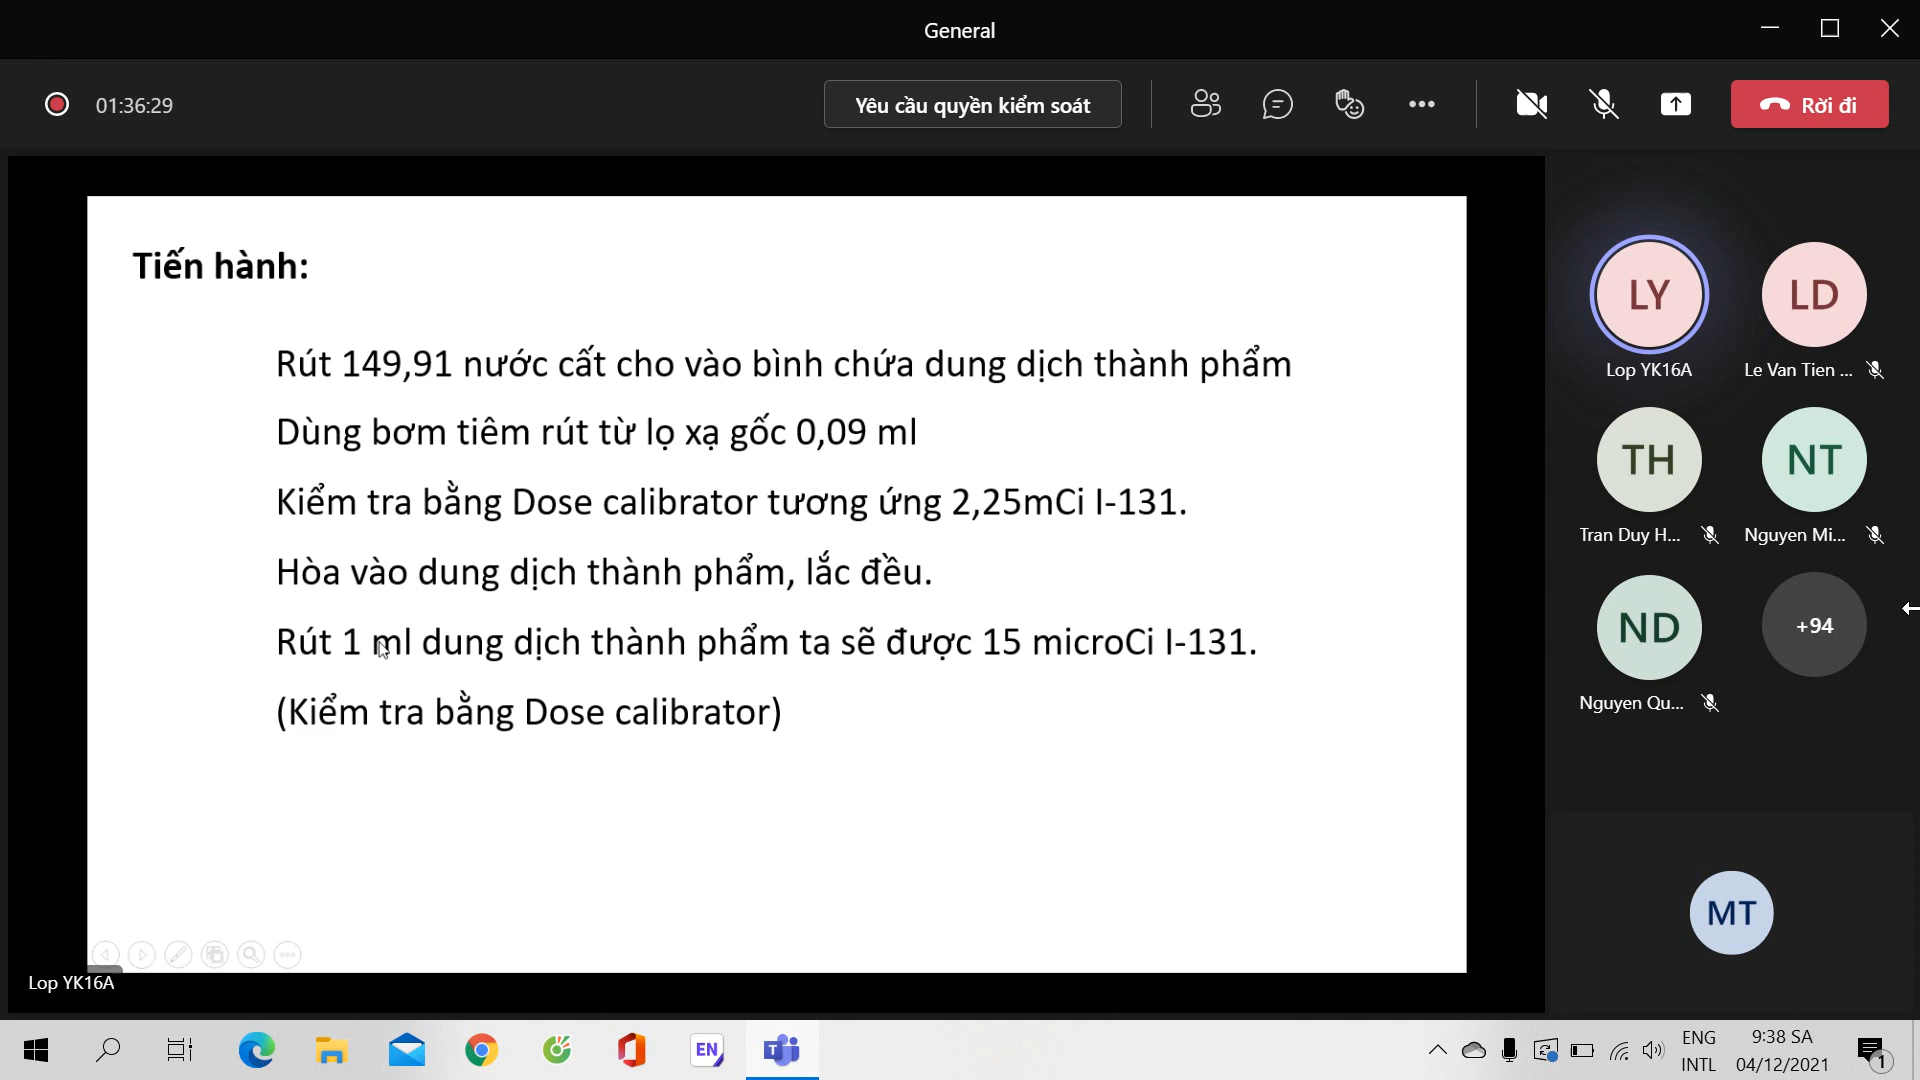 General
01:36:29
Yêu cầu quyền kiểm soát
Rời đi
Tiến hành:
Rút 149,91 nước cất cho vào bình chứa dung dịch thành phẩm
Dùng bơm tiêm rút từ lọ xạ gốc 0,09 ml
Kiểm tra bằng Dose calibrator tương ứng 2,25mCi I-131.
Hòa vào dung dịch thành phẩm, lắc đều.
Rút 1 ml dung dịch thành phẩm ta sẽ được 15 microCi I-131.
(Kiểm tra bằng Dose calibrator)
Lop YK16A
LY
LD
Lop YK16A
Le Van Tien ...
TH
NT
Tran Duy H...
Nguyen Mi...
ND
+94
Nguyen Qu...
MT
EN
T
ENG
INTL
9:38 SA
04/12/2021
1